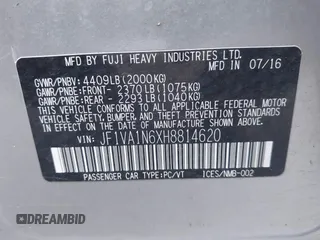 MFD. BY FUJI HEAVY INDUSTRIES LTD.
GVWR/PNBV: 4409LB(2000KG) 07/16
GAWR/PNBE:FRONT- 2370LB(1075KG)
GAWR/PNBE:REAR - 2293LB(1040KG)
THIS VEHICLE CONFORMS TO ALL APPLICABLE
FEDERAL MOTOR VEHICLE SAFETY, BUMPER, AND
THEFT PREVENTION STANDARDS IN EFFECT ON THE
DATE OF MANUFACTURE SHOWN ABOVE.
VIN: JF1VA1N6XH8814620
PASSENGER CAR TYPE:PC/VT ICES/NMB-002
©DREAMBID